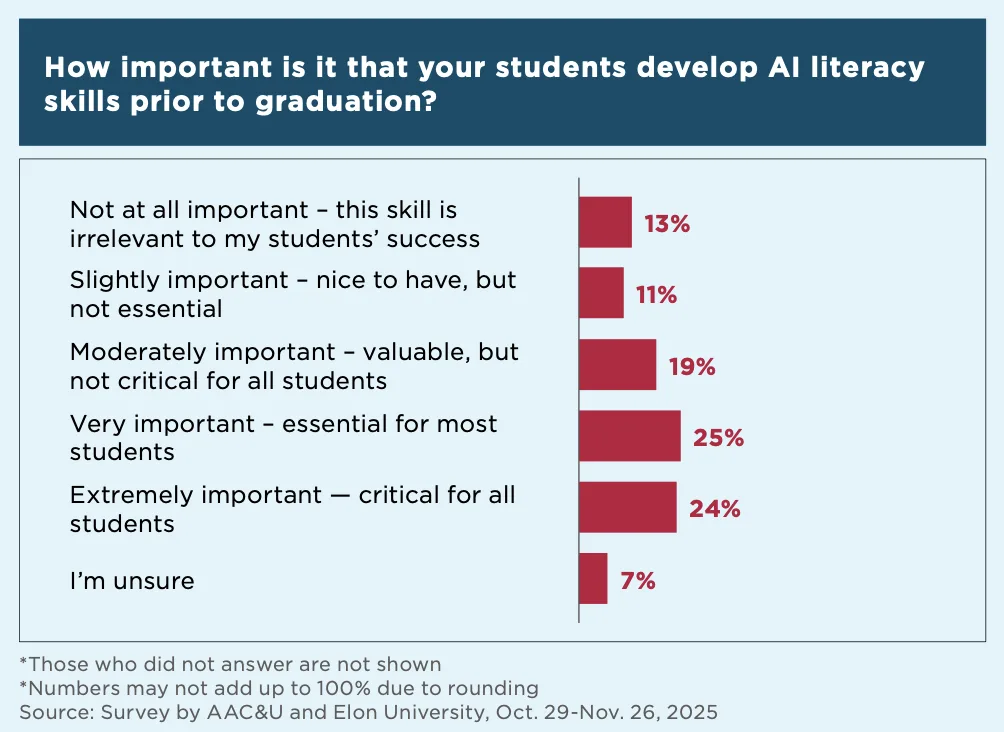 How important is it that your students develop AI literacy
skills prior to graduation?
Not at all important – this skill is
irrelevant to my students’ success
13%
Slightly important – nice to have, but
not essential
11%
Moderately important – valuable, but
not critical for all students
19%
Very important – essential for most
students
25%
Extremely important — critical for all
students
24%
I’m unsure
7%
*Those who did not answer are not shown
*Numbers may not add up to 100% due to rounding
Source: Survey by AAC&U and Elon University, Oct. 29-Nov. 26, 2025